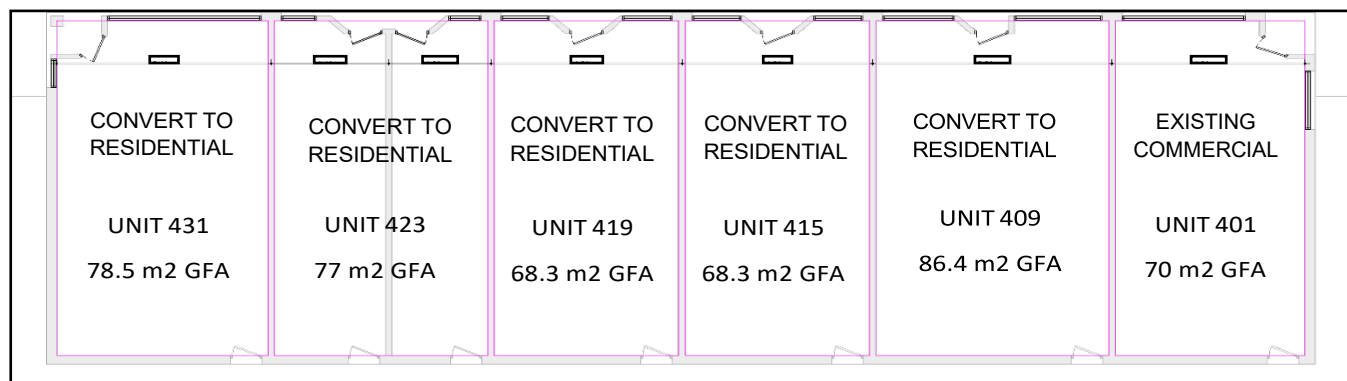 CONVERT TO
RESIDENTIAL
UNIT 431
78.5 m2 GFA
CONVERT TO
RESIDENTIAL
UNIT 423
77 m2 GFA
CONVERT TO
RESIDENTIAL
UNIT 419
68.3 m2 GFA
CONVERT TO
RESIDENTIAL
UNIT 415
68.3 m2 GFA
CONVERT TO
RESIDENTIAL
UNIT 409
86.4 m2 GFA
EXISTING
COMMERCIAL
UNIT 401
70 m2 GFA